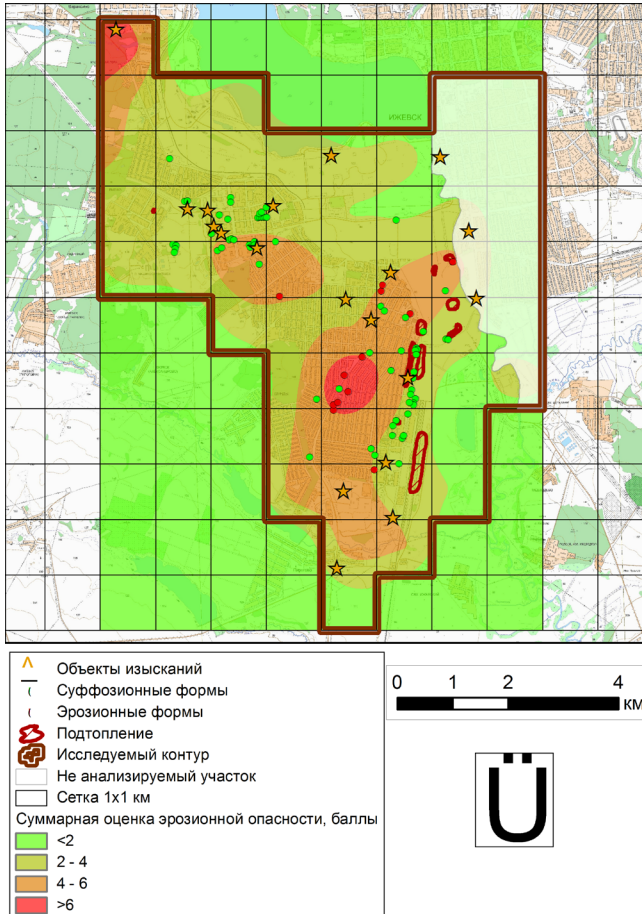 ИЖЕВСК
Объекты изысканий
Суффозионные формы
Эрозионные формы
Подтопление
Исследуемый контур
Не анализируемый участок
Сетка 1х1 км
Суммарная оценка эрозионной опасности, баллы
<2
2 - 4
4 - 6
>6
0 1 2 4
км
Ü